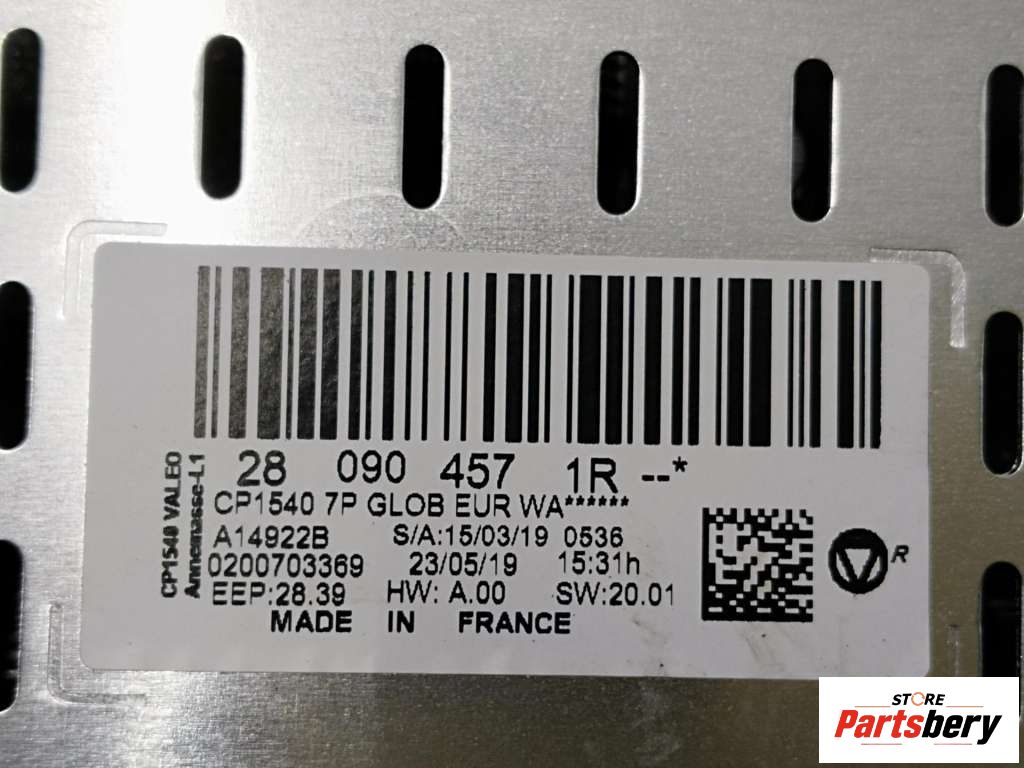 CP1540 VALEO
Annemasse-L1
28 090 457 1R --*
CP1540 7P GLOB EUR WA******
A14922B S/A:15/03/19 0536
0200703369 23/05/19 15:31h
EEP:28.39 HW: A.00 SW:20.01
MADE IN FRANCE
R
STORE
Partsbery